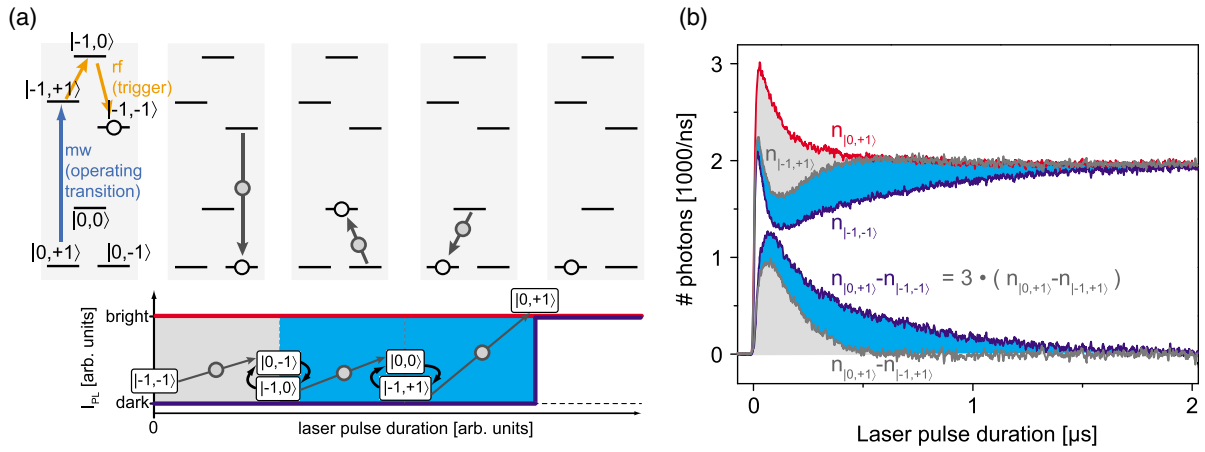 (a)
|-1,0⟩
rf
(trigger)
|-1,+1⟩
|-1,-1⟩
mw
(operating
transition)
|0,0⟩
|0,+1⟩
|0,-1⟩
I_PL [arb. units]
bright
dark
|-1,-1⟩
|0,-1⟩
|-1,0⟩
|0,0⟩
|-1,+1⟩
|0,+1⟩
0
laser pulse duration [arb. units]
(b)
# photons [1000/ns]
3
2
1
0
n|0,+1⟩
n|-1,+1⟩
n|-1,-1⟩
n|0,+1⟩-n|-1,-1⟩ = 3 • ( n|0,+1⟩-n|-1,+1⟩ )
n|0,+1⟩-n|-1,+1⟩
0
1
2
Laser pulse duration [µs]